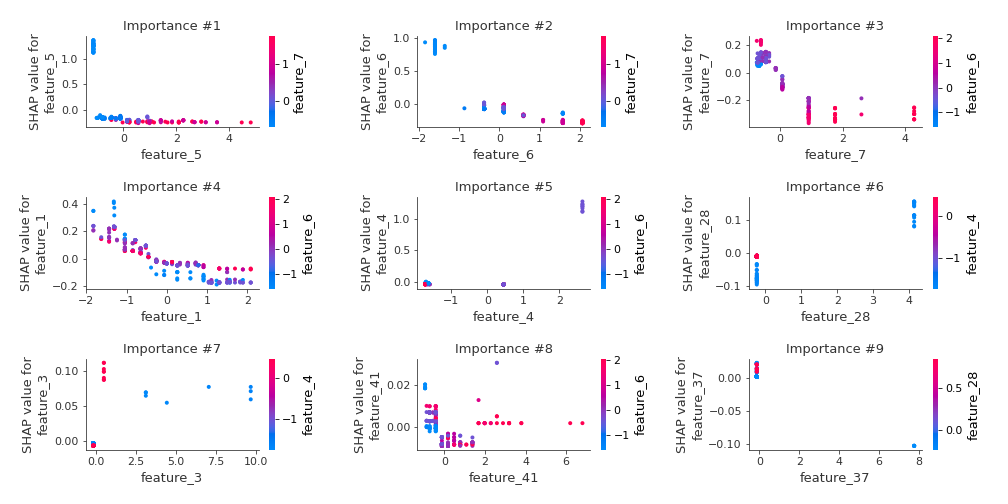 Importance #1
SHAP value for
feature_5
1.0
0.5
0.0
0
2
4
feature_5
1
0
feature_7
Importance #2
SHAP value for
feature_6
1.0
0.5
0.0
−2
−1
0
1
2
feature_6
1
0
feature_7
Importance #3
SHAP value for
feature_7
0.2
0.0
−0.2
0
2
4
feature_7
2
1
0
−1
feature_6
Importance #4
SHAP value for
feature_1
0.4
0.2
0.0
−0.2
−2
−1
0
1
2
feature_1
2
1
0
−1
feature_6
Importance #5
SHAP value for
feature_4
1.0
0.5
0.0
−1
0
1
2
feature_4
2
1
0
−1
feature_6
Importance #6
SHAP value for
feature_28
0.1
0.0
−0.1
0
1
2
3
4
feature_28
0
−1
feature_4
Importance #7
SHAP value for
feature_3
0.10
0.05
0.00
0.0
2.5
5.0
7.5
10.0
feature_3
0
−1
feature_4
Importance #8
SHAP value for
feature_41
0.02
0.00
0
2
4
6
feature_41
2
1
0
−1
feature_6
Importance #9
SHAP value for
feature_37
0.00
−0.05
−0.10
0
2
4
6
8
feature_37
0.5
0.0
feature_28